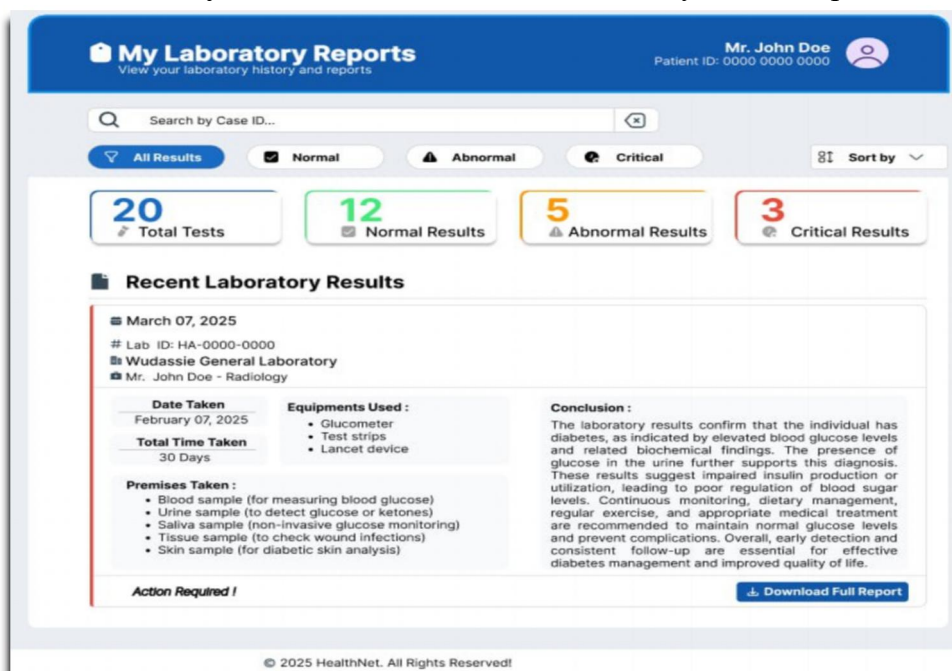 My Laboratory Reports
View your laboratory history and reports
Mr. John Doe
Patient ID: 0000 0000 0000
Search by Case ID...
All Results
Normal
Abnormal
Critical
Sort by
20
Total Tests
12
Normal Results
5
Abnormal Results
3
Critical Results
Recent Laboratory Results
March 07, 2025
# Lab ID: HA-0000-0000
Wudassie General Laboratory
Mr. John Doe - Radiology
Date Taken
February 07, 2025
Total Time Taken
30 Days
Equipments Used :
• Glucometer
• Test strips
• Lancet device
Premises Taken :
• Blood sample (for measuring blood glucose)
• Urine sample (to detect glucose or ketones)
• Saliva sample (non-invasive glucose monitoring)
• Tissue sample (to check wound infections)
• Skin sample (for diabetic skin analysis)
Conclusion :
The laboratory results confirm that the individual has
diabetes, as indicated by elevated blood glucose levels
and related biochemical findings. The presence of
glucose in the urine further supports this diagnosis.
These results suggest impaired insulin production or
utilization, leading to poor regulation of blood sugar
levels. Continuous monitoring, dietary management,
regular exercise, and appropriate medical treatment
are recommended to maintain normal glucose levels
and prevent complications. Overall, early detection and
consistent follow-up are essential for effective
diabetes management and improved quality of life.
Action Required !
Download Full Report
© 2025 HealthNet. All Rights Reserved!